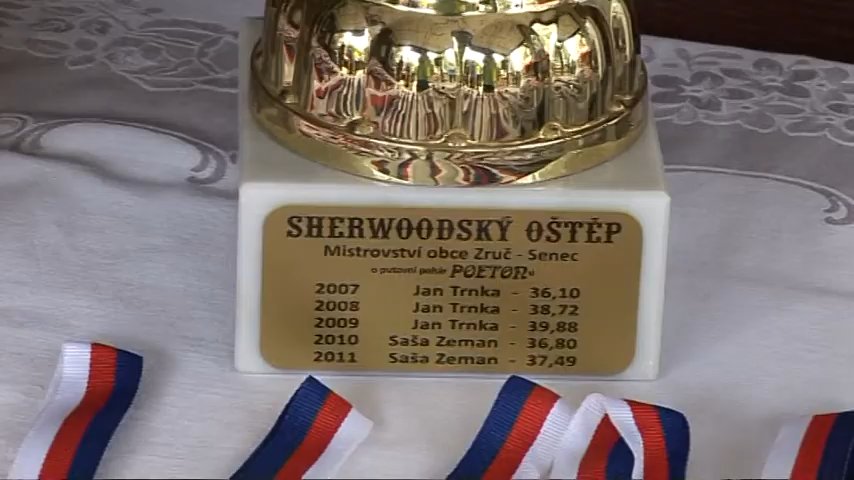 SHERWOODSKÝ OŠTĚP
Mistrovství obce Zruč - Senec
o putovní pohár POETON®
2007 Jan Trnka - 36,10
2008 Jan Trnka - 38,72
2009 Jan Trnka - 39,88
2010 Saša Zeman - 36,80
2011 Saša Zeman - 37,49